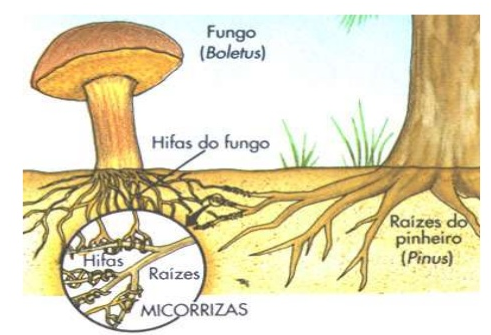 Fungo
(Boletus)
Hifas do fungo
Raízes do
pinheiro
(Pinus)
Hifas
Raízes
MICORRIZAS